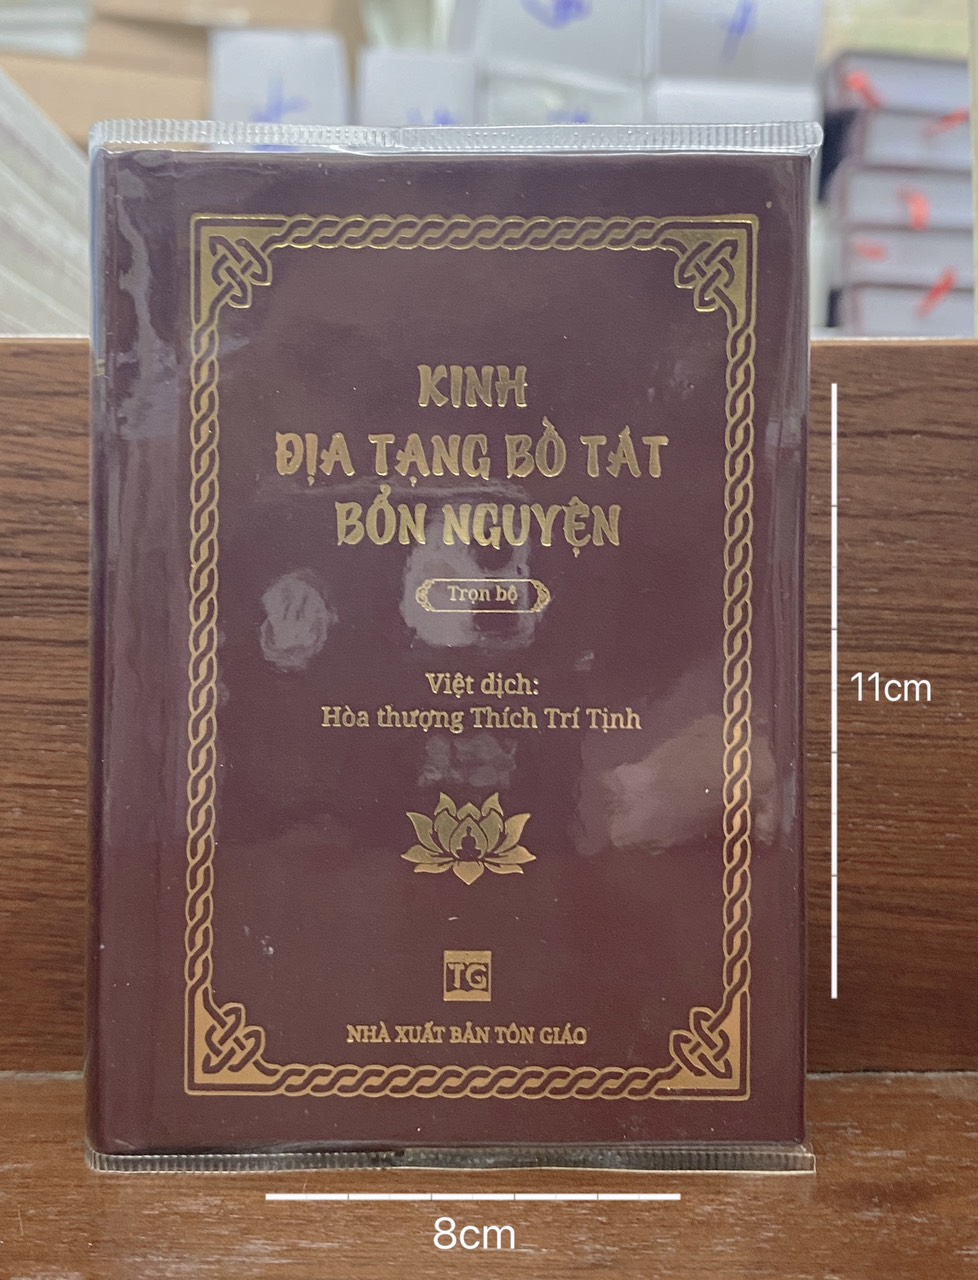 KINH
ĐỊA TẠNG BỒ TÁT
BỔN NGUYỆN
Trọn bộ
Việt dịch:
Hòa thượng Thích Trí Tịnh
TG
NHÀ XUẤT BẢN TÔN GIÁO
11cm
8cm